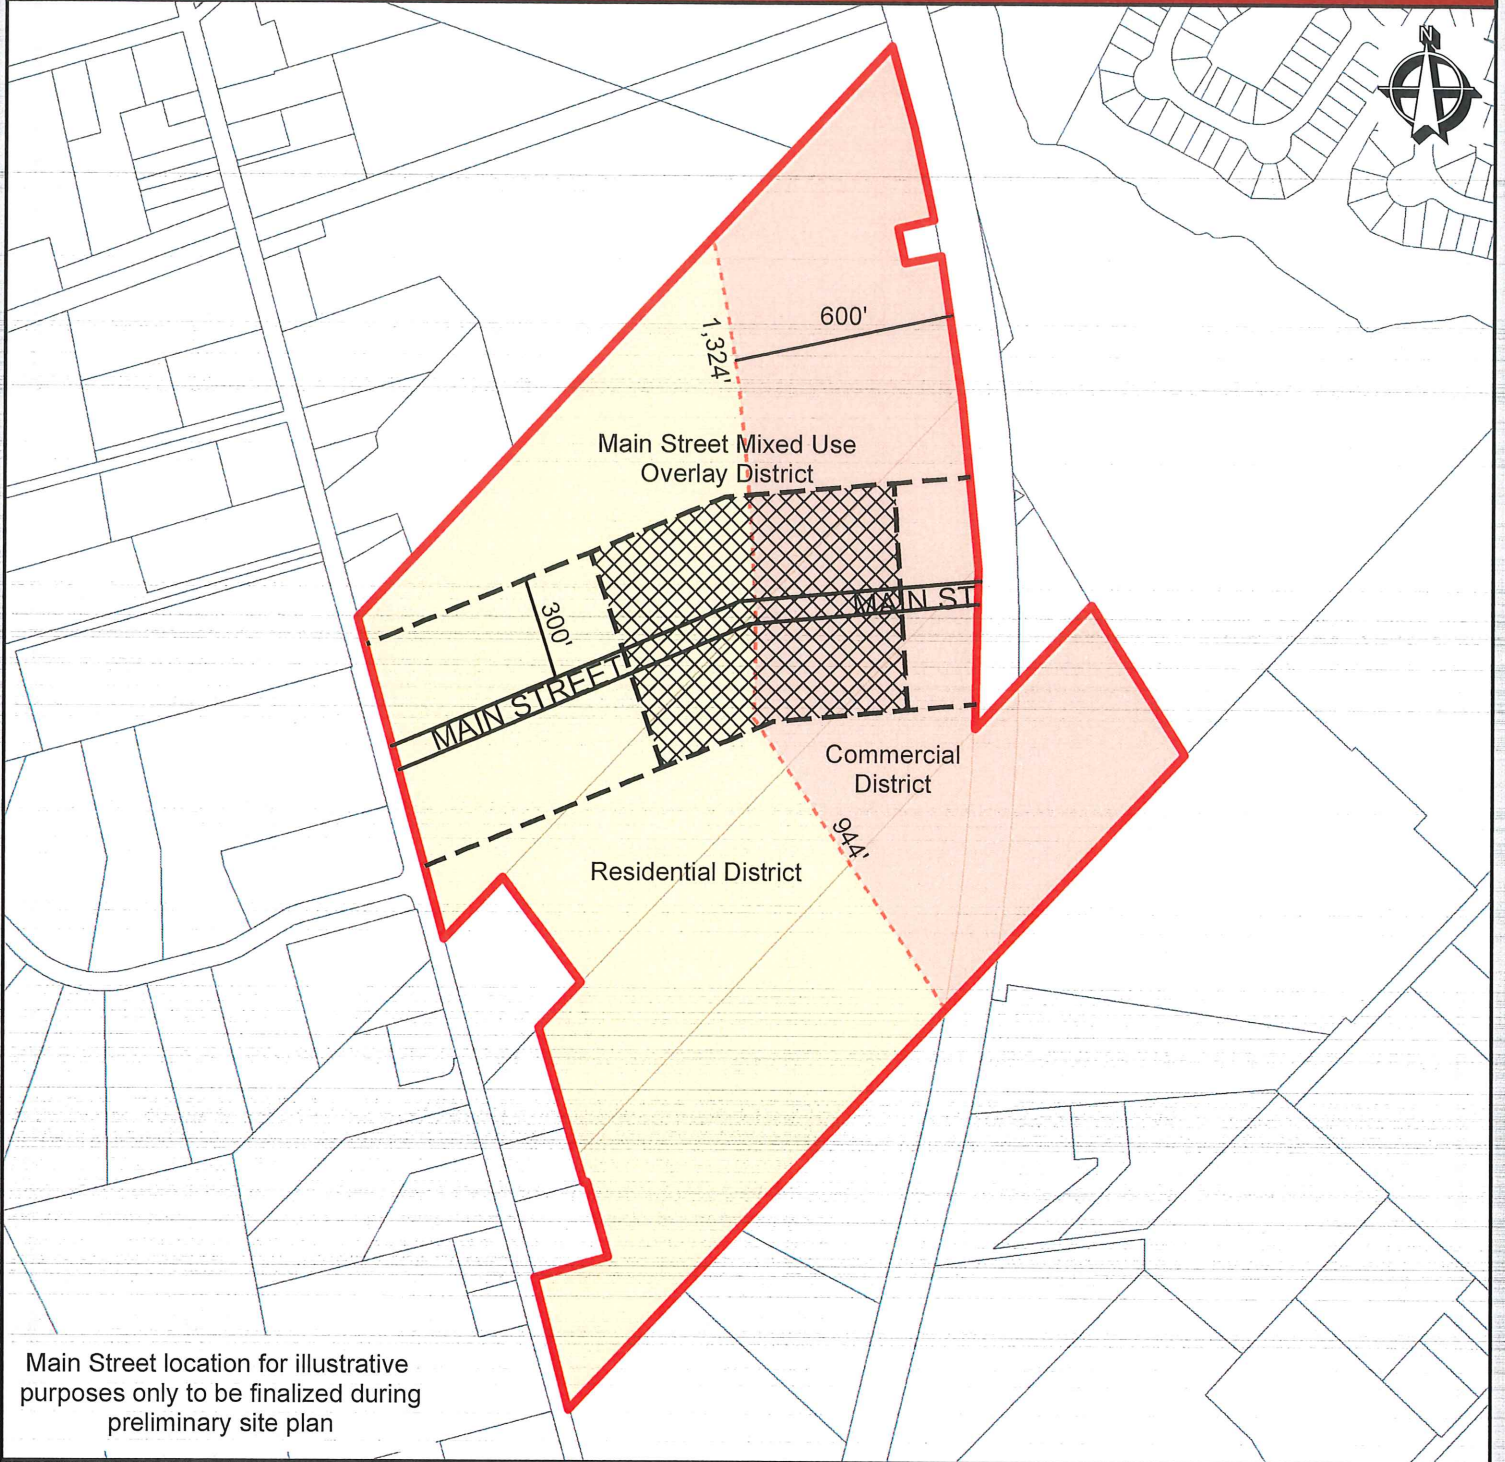 N
600'
1,324'
Main Street Mixed Use
Overlay District
MAIN ST
300'
MAIN STREET
Commercial
District
944'
Residential District
Main Street location for illustrative
purposes only to be finalized during
preliminary site plan